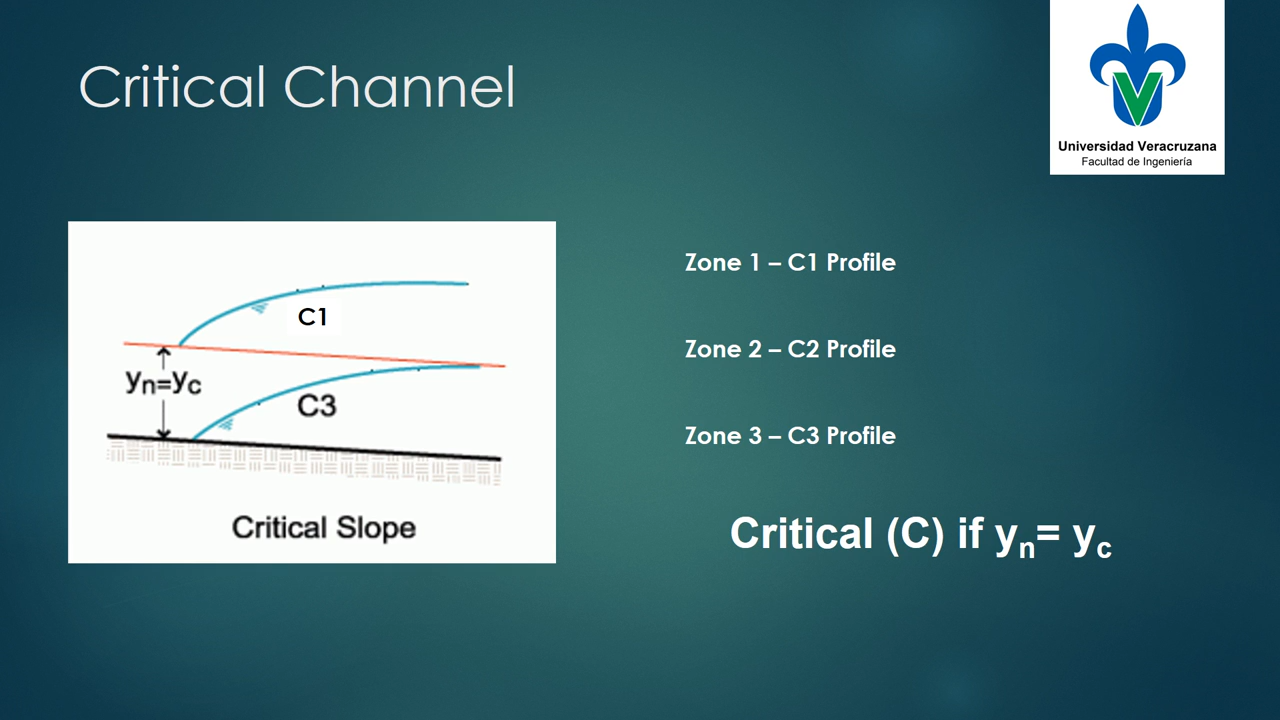 Critical Channel
Universidad Veracruzana
Facultad de Ingeniería
C1
yn=yc
C3
Critical Slope
Zone 1 – C1 Profile
Zone 2 – C2 Profile
Zone 3 – C3 Profile
Critical (C) if yn= yc